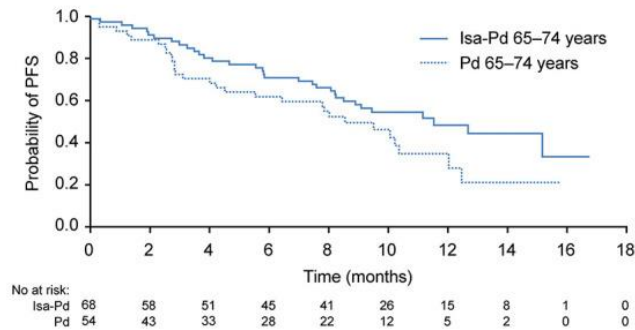 1.0
0.8
0.6
0.4
0.2
0.0
Probability of PFS
Isa-Pd 65–74 years
Pd 65–74 years
0 2 4 6 8 10 12 14 16 18
Time (months)
No at risk:
Isa-Pd 68 58 51 45 41 26 15 8 1 0
Pd 54 43 33 28 22 12 5 2 0 0